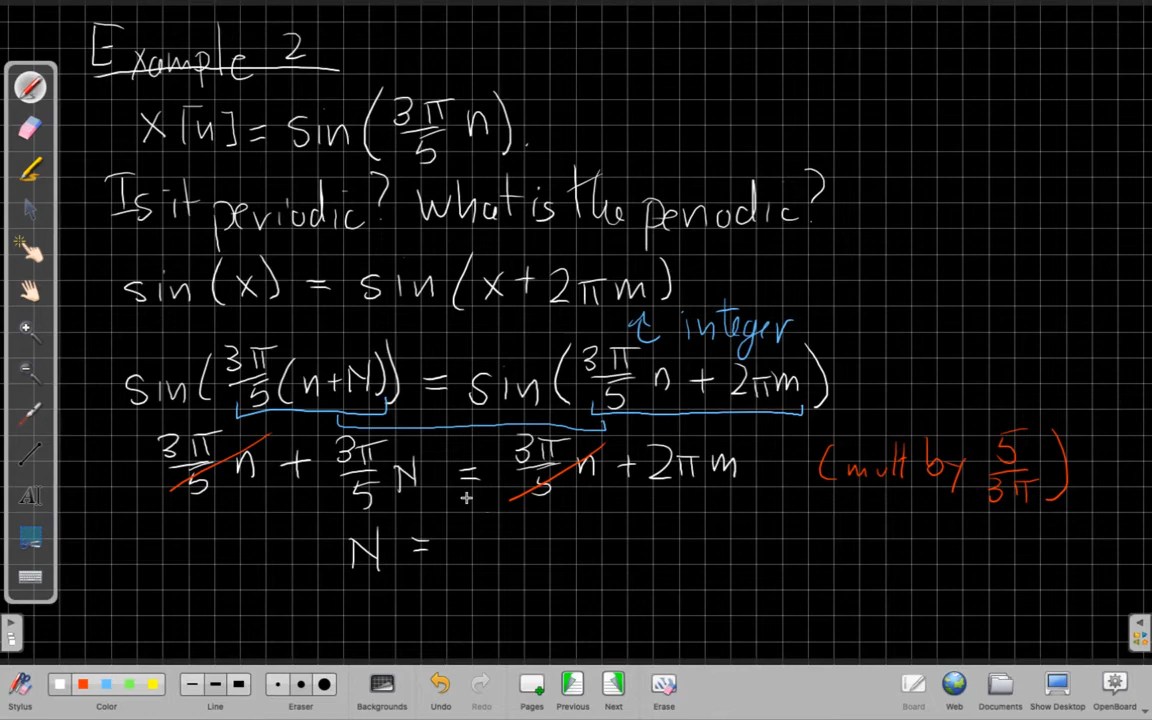 Example 2
x[n] = sin(3π/5 n).
Is it periodic? What is the periodic?
sin(x) = sin(x + 2πm)
integer
sin(3π/5 (n+N)) = sin(3π/5 n + 2πm)
3π/5 n + 3π/5 N = 3π/5 n + 2πm (mult by 5/3π)
N =
Stylus Color Line Eraser Backgrounds Undo Redo Pages Previous Next Erase Board Web Documents Show Desktop OpenBoard